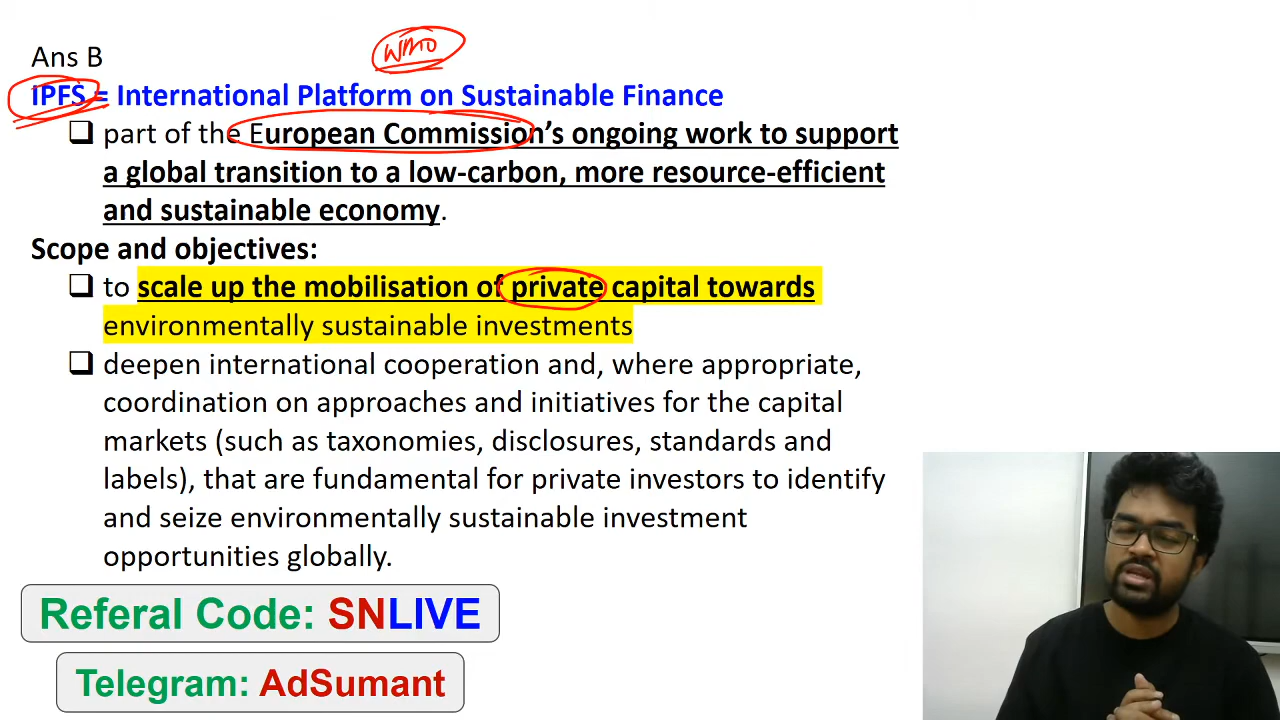 WMO
Ans B
IPFS = International Platform on Sustainable Finance
❑ part of the European Commission's ongoing work to support
a global transition to a low-carbon, more resource-efficient
and sustainable economy.
Scope and objectives:
❑ to scale up the mobilisation of private capital towards
environmentally sustainable investments
❑ deepen international cooperation and, where appropriate,
coordination on approaches and initiatives for the capital
markets (such as taxonomies, disclosures, standards and
labels), that are fundamental for private investors to identify
and seize environmentally sustainable investment
opportunities globally.
Referal Code: SNLIVE
Telegram: AdSumant